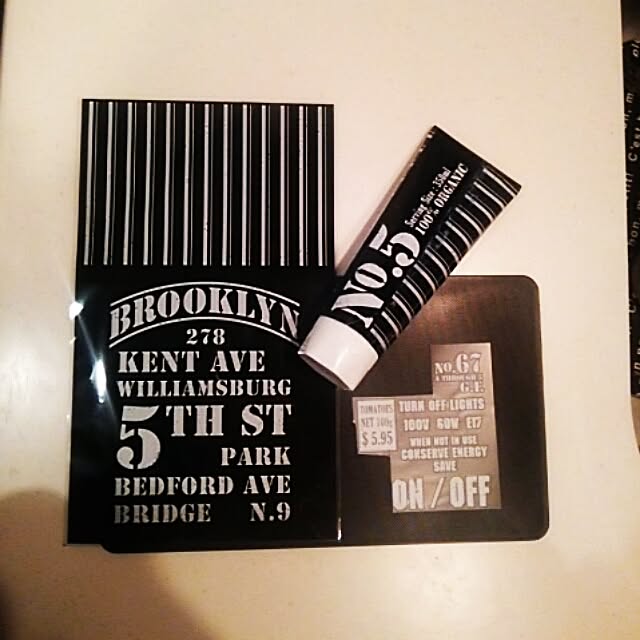 BROOKLYN
278
KENT AVE
WILLIAMSBURG
5TH ST
PARK
BEDFORD AVE
BRIDGE N.9
NO.5
Serving Size : 350ml
100% ORGANIC
NO.67
TOMATOES
NET 160g
$ 5.95
TURN OFF LIGHTS
100V 60W E17
WHEN NOT IN USE
CONSERVE ENERGY
SAVE
ON / OFF
C'est